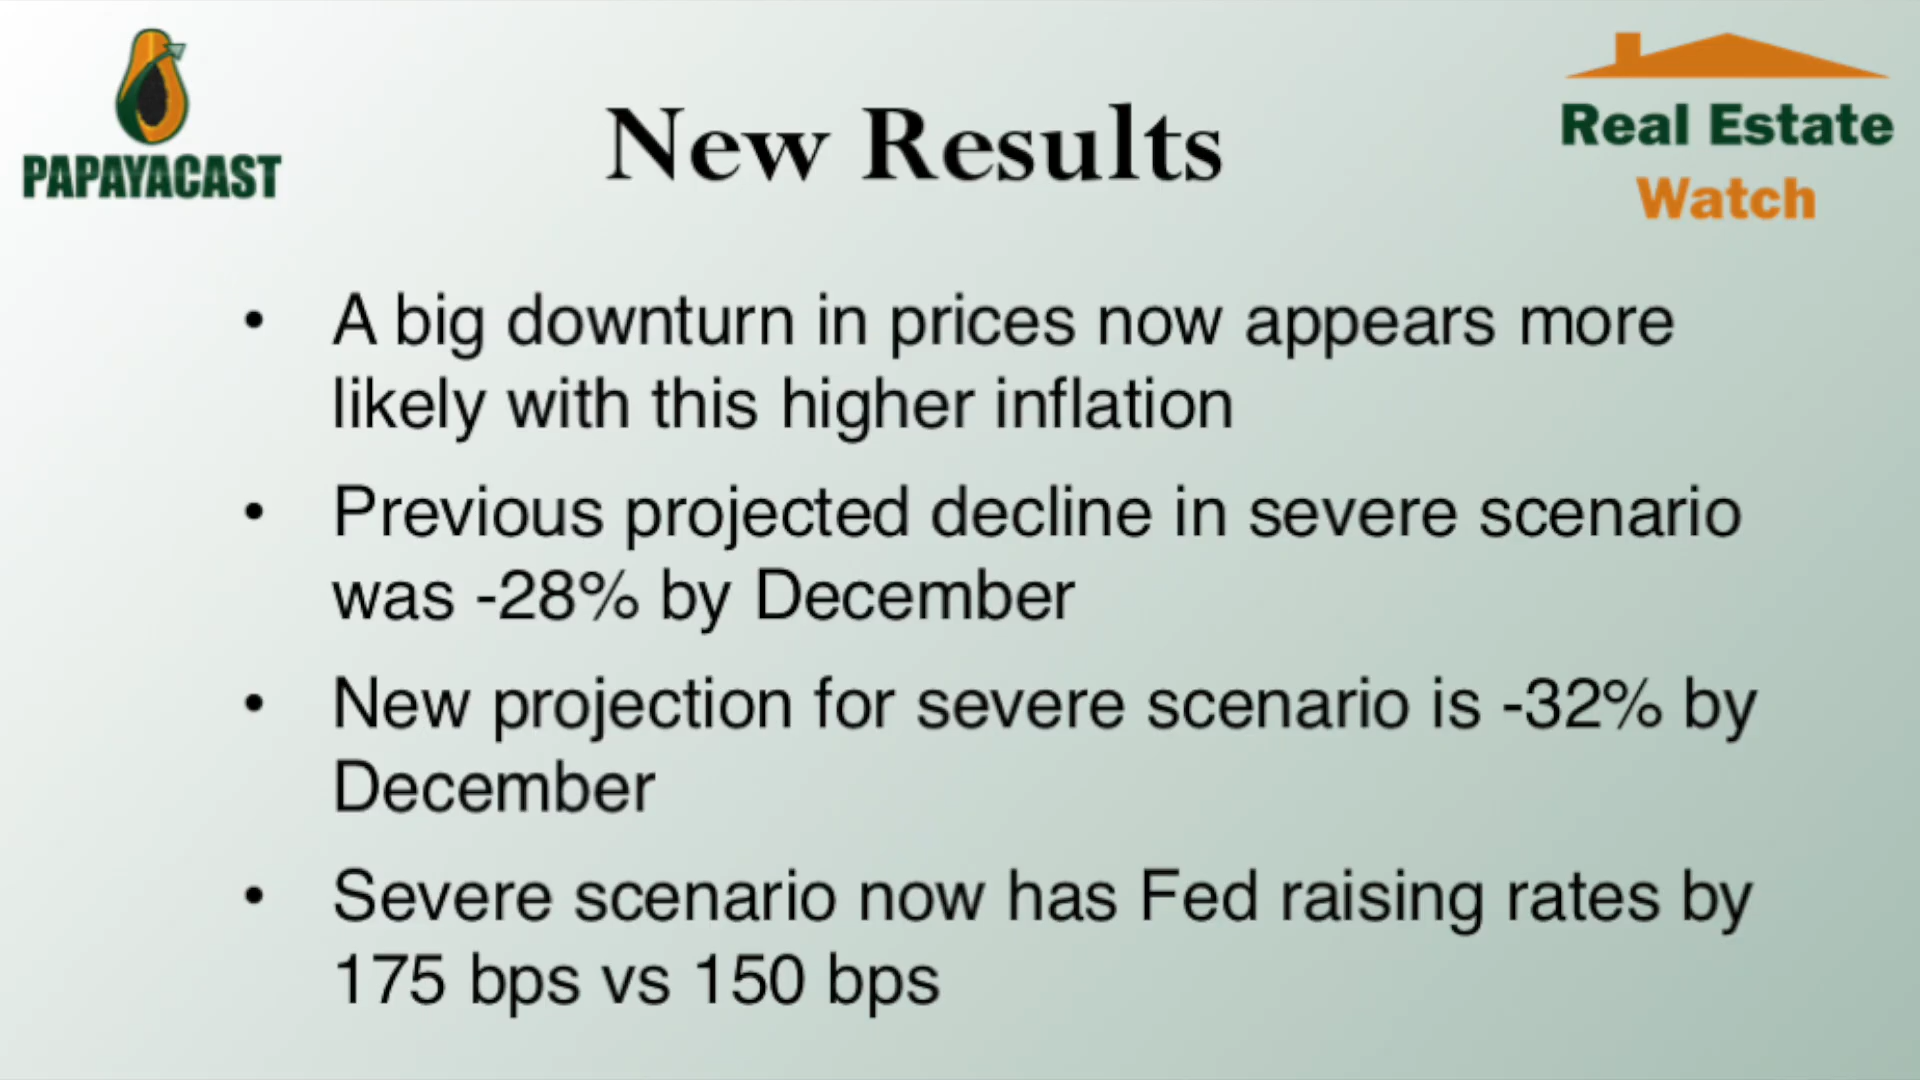 PAPAYACAST
Real Estate
Watch
New Results
• A big downturn in prices now appears more
likely with this higher inflation
• Previous projected decline in severe scenario
was -28% by December
• New projection for severe scenario is -32% by
December
• Severe scenario now has Fed raising rates by
175 bps vs 150 bps